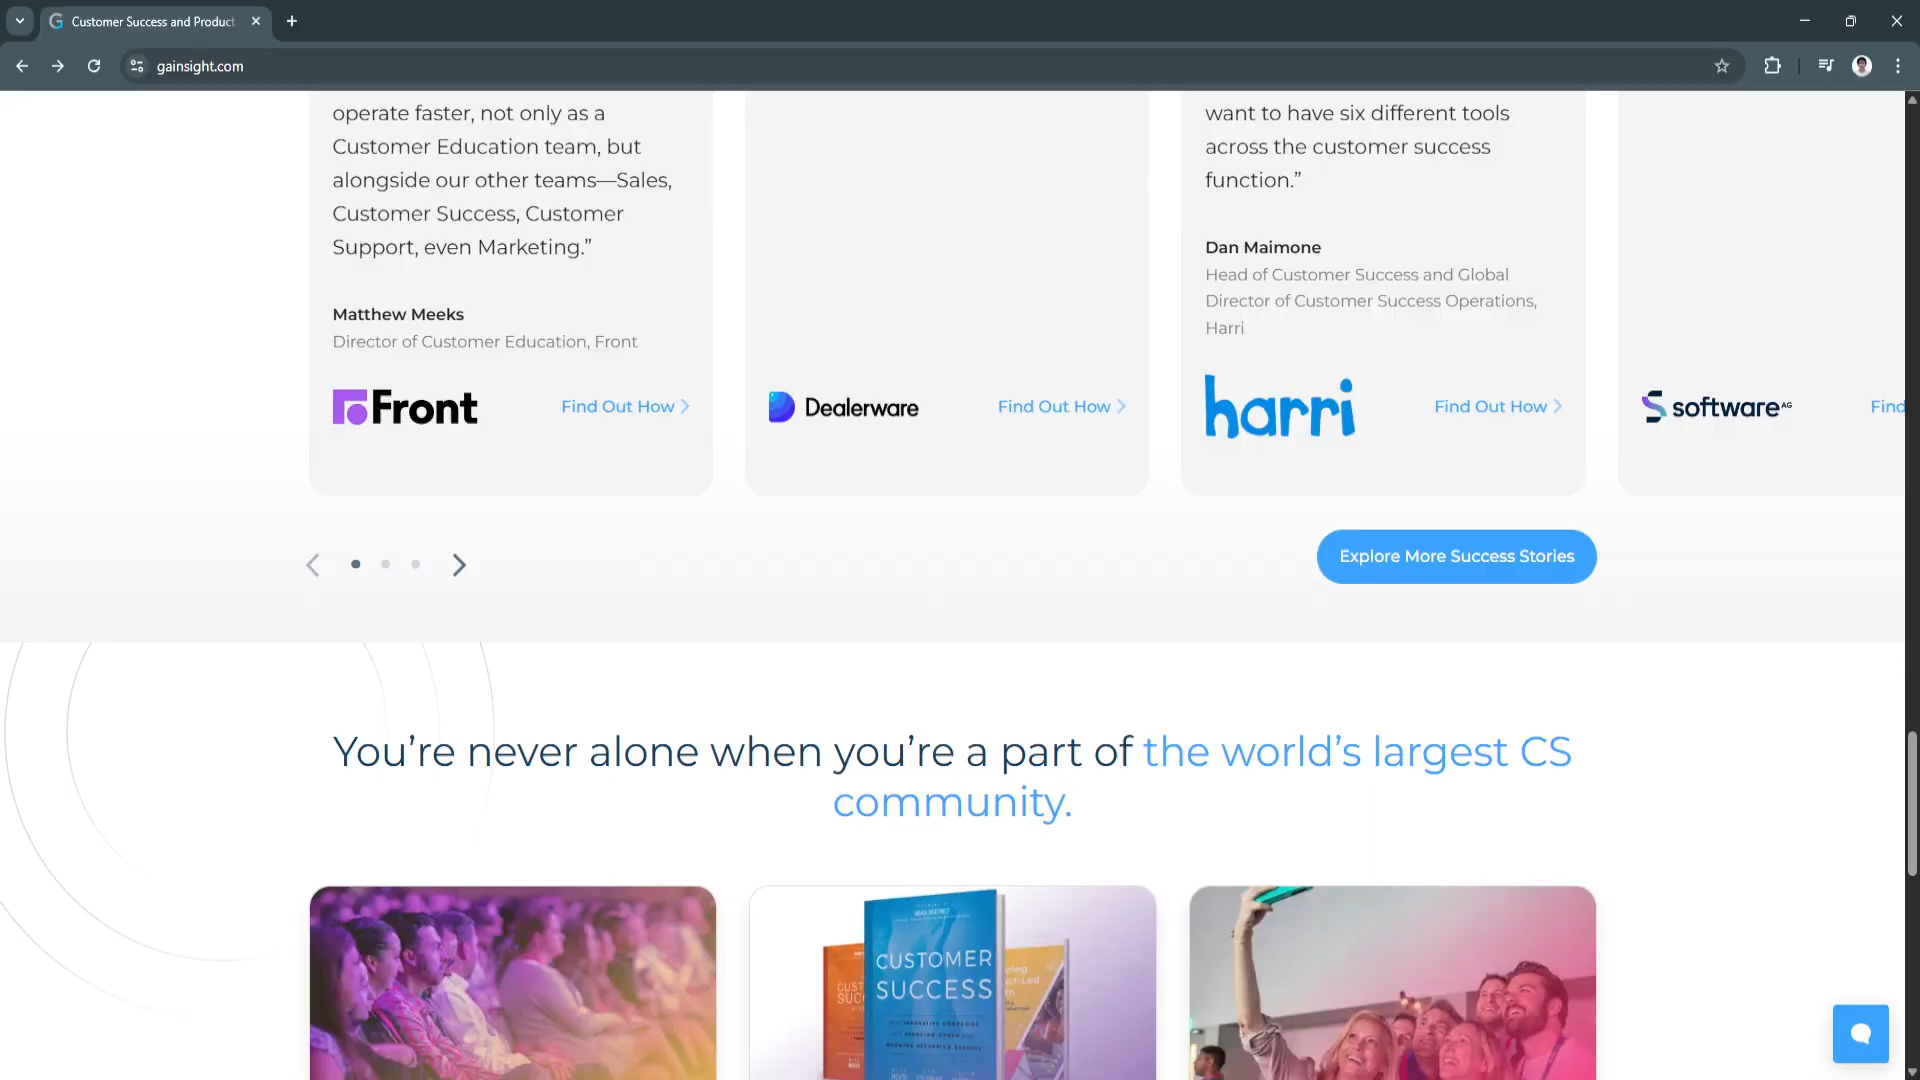 Customer Success and Product
gainsight.com
operate faster, not only as a
Customer Education team, but
alongside our other teams—Sales,
Customer Success, Customer
Support, even Marketing.”
Matthew Meeks
Director of Customer Education, Front
Front
Find Out How
Dealerware
Find Out How
want to have six different tools
across the customer success
function.”
Dan Maimone
Head of Customer Success and Global
Director of Customer Success Operations,
Harri
harri
Find Out How
software AG
Find
Explore More Success Stories
You’re never alone when you’re a part of the world’s largest CS
community.
CUSTOMER
SUCCESS